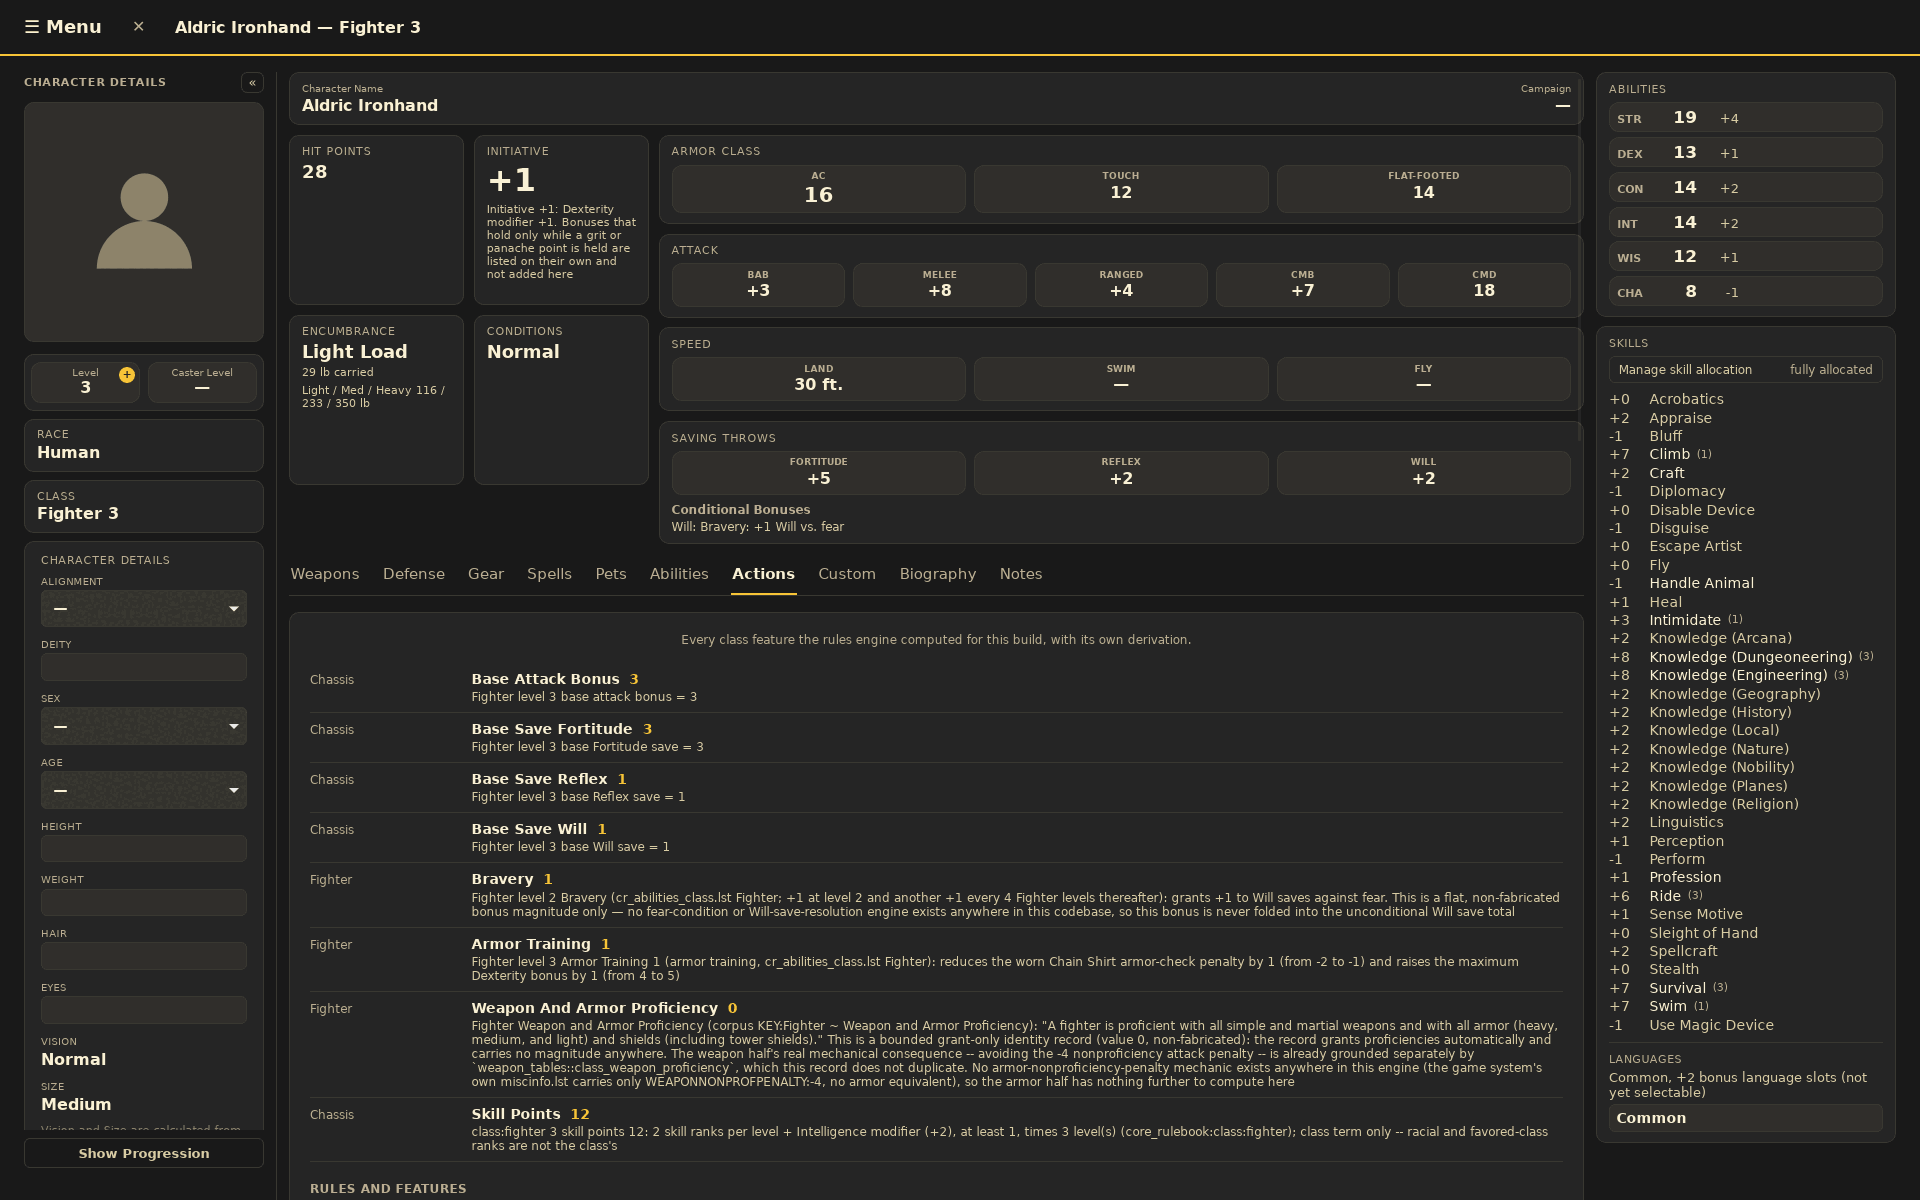 ☰ Menu
✕
Aldric Ironhand — Fighter 3
CHARACTER DETAILS
«
Level
3
+
Caster Level
—
RACE
Human
CLASS
Fighter 3
CHARACTER DETAILS
ALIGNMENT
—
DEITY
SEX
—
AGE
—
HEIGHT
WEIGHT
HAIR
EYES
VISION
Normal
SIZE
Medium
Vision and Size are calculated from
Show Progression
Character Name
Aldric Ironhand
Campaign
—
HIT POINTS
28
INITIATIVE
+1
Initiative +1: Dexterity
modifier +1. Bonuses that
hold only while a grit or
panache point is held are
listed on their own and
not added here
ENCUMBRANCE
Light Load
29 lb carried
Light / Med / Heavy 116 /
233 / 350 lb
CONDITIONS
Normal
ARMOR CLASS
AC
16
TOUCH
12
FLAT-FOOTED
14
ATTACK
BAB
+3
MELEE
+8
RANGED
+4
CMB
+7
CMD
18
SPEED
LAND
30 ft.
SWIM
—
FLY
—
SAVING THROWS
FORTITUDE
+5
REFLEX
+2
WILL
+2
Conditional Bonuses
Will: Bravery: +1 Will vs. fear
Weapons Defense Gear Spells Pets Abilities Actions Custom Biography Notes
Every class feature the rules engine computed for this build, with its own derivation.
Chassis Base Attack Bonus 3
Fighter level 3 base attack bonus = 3
Chassis Base Save Fortitude 3
Fighter level 3 base Fortitude save = 3
Chassis Base Save Reflex 1
Fighter level 3 base Reflex save = 1
Chassis Base Save Will 1
Fighter level 3 base Will save = 1
Fighter Bravery 1
Fighter level 2 Bravery (cr_abilities_class.lst Fighter; +1 at level 2 and another +1 every 4 Fighter levels thereafter): grants +1 to Will saves against fear. This is a flat, non-fabricated
bonus magnitude only — no fear-condition or Will-save-resolution engine exists anywhere in this codebase, so this bonus is never folded into the unconditional Will save total
Fighter Armor Training 1
Fighter level 3 Armor Training 1 (armor training, cr_abilities_class.lst Fighter): reduces the worn Chain Shirt armor-check penalty by 1 (from -2 to -1) and raises the maximum
Dexterity bonus by 1 (from 4 to 5)
Fighter Weapon And Armor Proficiency 0
Fighter Weapon and Armor Proficiency (corpus KEY:Fighter ~ Weapon and Armor Proficiency): "A fighter is proficient with all simple and martial weapons and with all armor (heavy,
medium, and light) and shields (including tower shields)." This is a bounded grant-only identity record (value 0, non-fabricated): the record grants proficiencies automatically and
carries no magnitude anywhere. The weapon half's real mechanical consequence -- avoiding the -4 nonproficiency attack penalty -- is already grounded separately by
`weapon_tables::class_weapon_proficiency`, which this record does not duplicate. No armor-nonproficiency-penalty mechanic exists anywhere in this engine (the game system's
own miscinfo.lst carries only WEAPONNONPROFPENALTY:-4, no armor equivalent), so the armor half has nothing further to compute here
Chassis Skill Points 12
class:fighter 3 skill points 12: 2 skill ranks per level + Intelligence modifier (+2), at least 1, times 3 level(s) (core_rulebook:class:fighter); class term only -- racial and favored-class
ranks are not the class's
RULES AND FEATURES
ABILITIES
STR 19 +4
DEX 13 +1
CON 14 +2
INT 14 +2
WIS 12 +1
CHA 8 -1
SKILLS
Manage skill allocation fully allocated
+0 Acrobatics
+2 Appraise
-1 Bluff
+7 Climb (1)
+2 Craft
-1 Diplomacy
+0 Disable Device
-1 Disguise
+0 Escape Artist
+0 Fly
-1 Handle Animal
+1 Heal
+3 Intimidate (1)
+2 Knowledge (Arcana)
+8 Knowledge (Dungeoneering) (3)
+8 Knowledge (Engineering) (3)
+2 Knowledge (Geography)
+2 Knowledge (History)
+2 Knowledge (Local)
+2 Knowledge (Nature)
+2 Knowledge (Nobility)
+2 Knowledge (Planes)
+2 Knowledge (Religion)
+2 Linguistics
+1 Perception
-1 Perform
+1 Profession
+6 Ride (3)
+1 Sense Motive
+0 Sleight of Hand
+2 Spellcraft
+0 Stealth
+7 Survival (3)
+7 Swim (1)
-1 Use Magic Device
LANGUAGES
Common, +2 bonus language slots (not
yet selectable)
Common